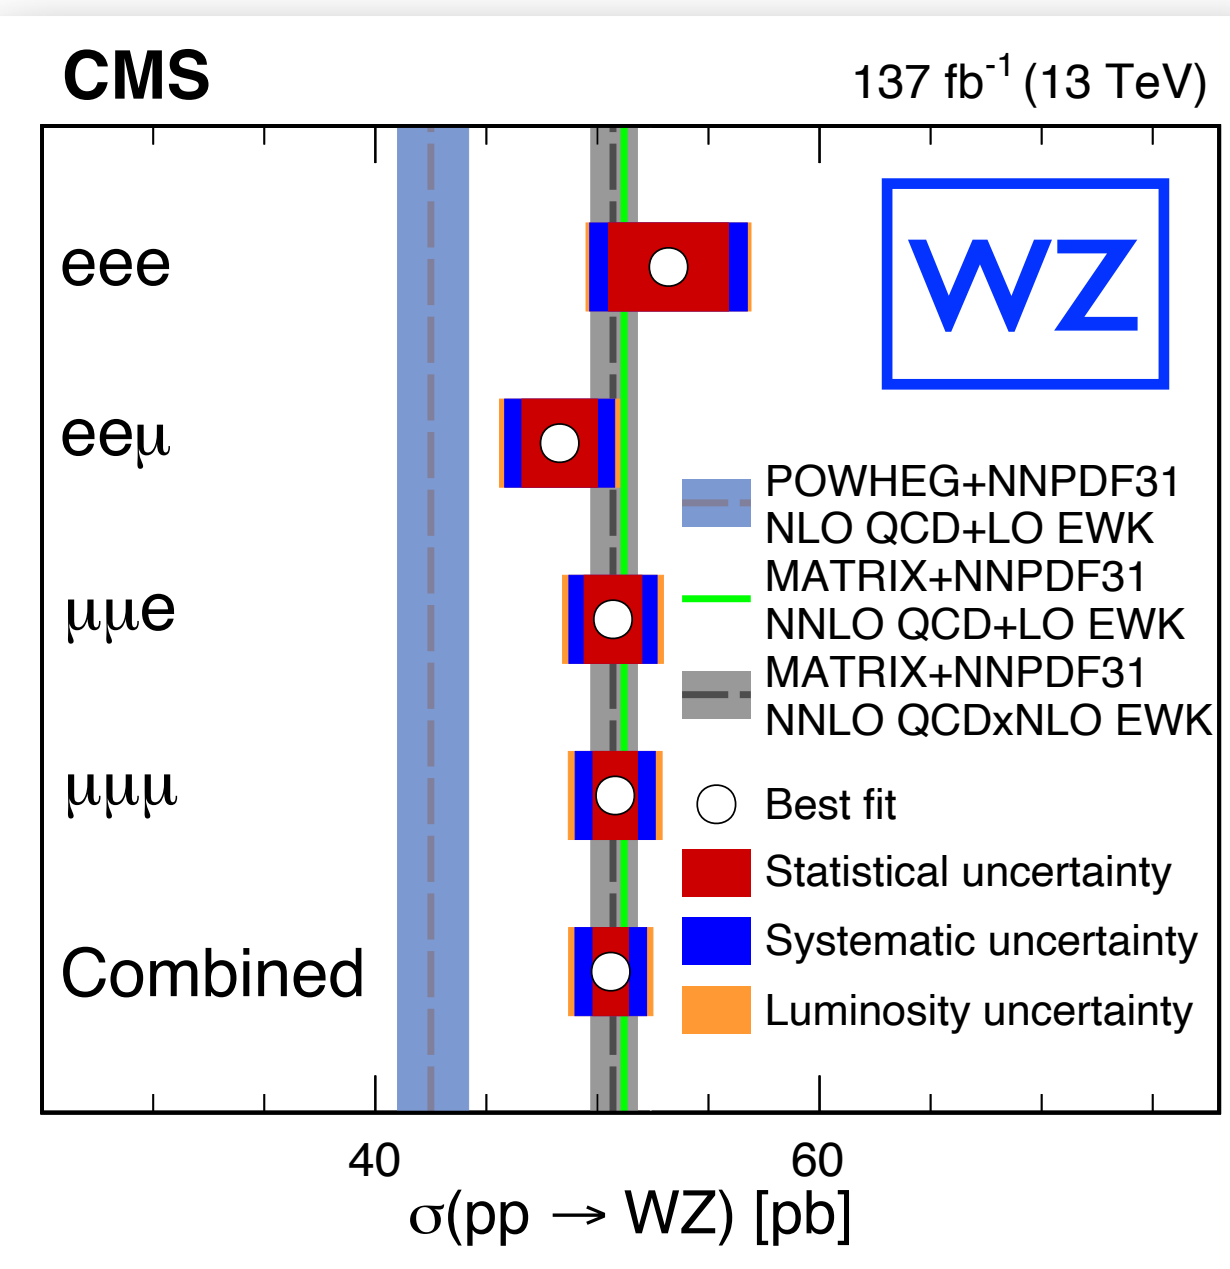 CMS
137 fb⁻¹ (13 TeV)
WZ
eee
eeμ
μμe
μμμ
Combined
POWHEG+NNPDF31
NLO QCD+LO EWK
MATRIX+NNPDF31
NNLO QCD+LO EWK
MATRIX+NNPDF31
NNLO QCDxNLO EWK
Best fit
Statistical uncertainty
Systematic uncertainty
Luminosity uncertainty
40 60
σ(pp → WZ) [pb]